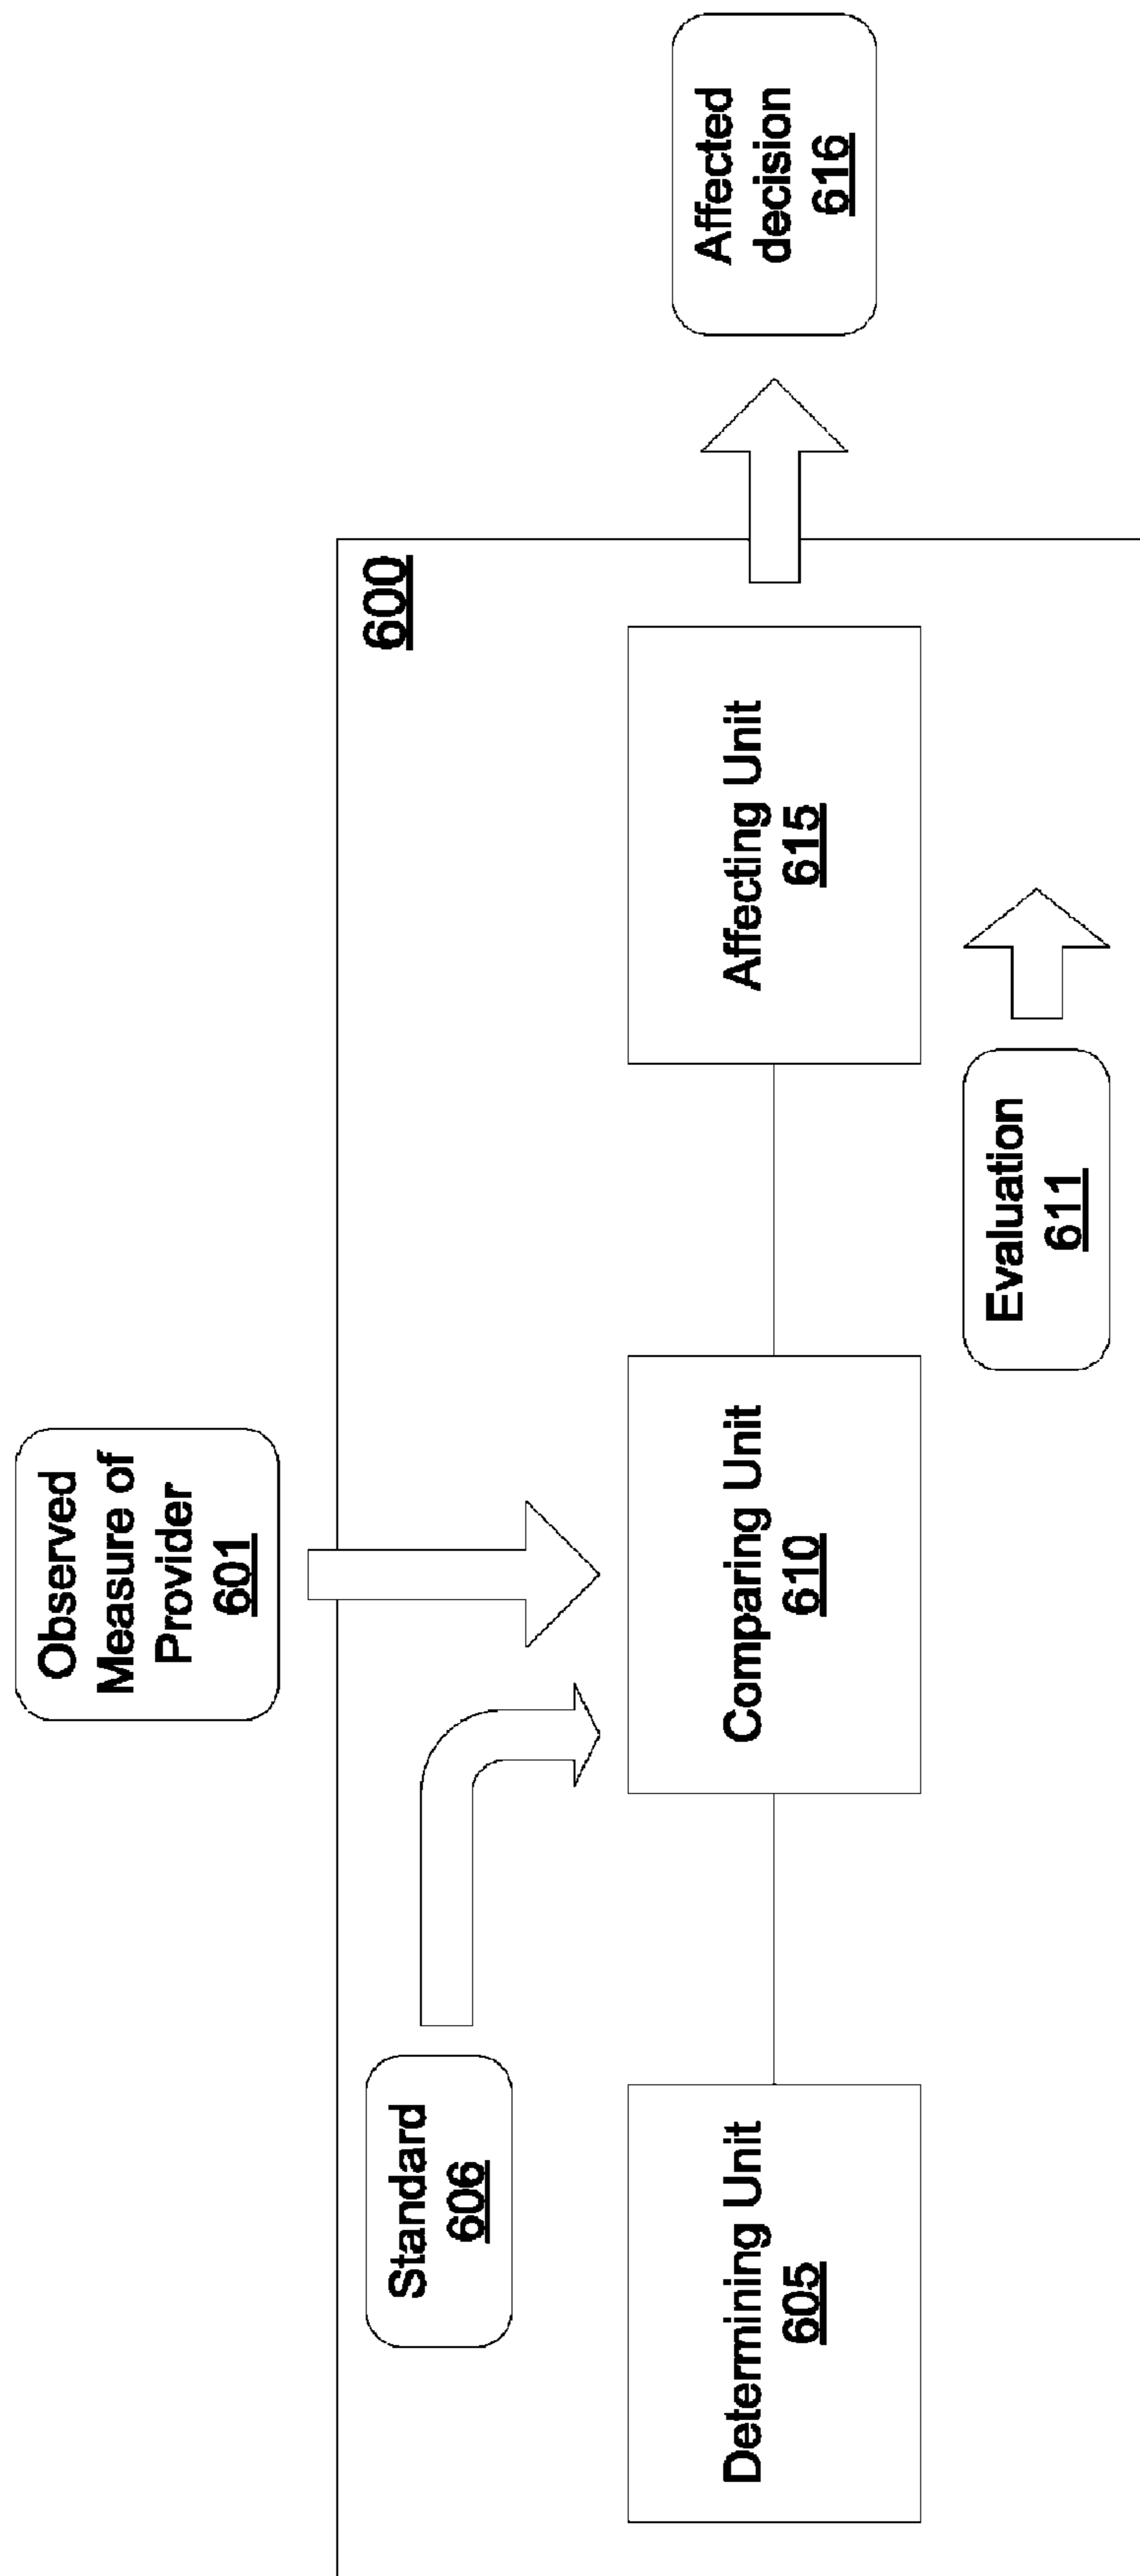 Observed
Measure of
Provider
601
600
Standard
606
Determining Unit
605
Comparing Unit
610
Affecting Unit
615
Affected
decision
616
Evaluation
611